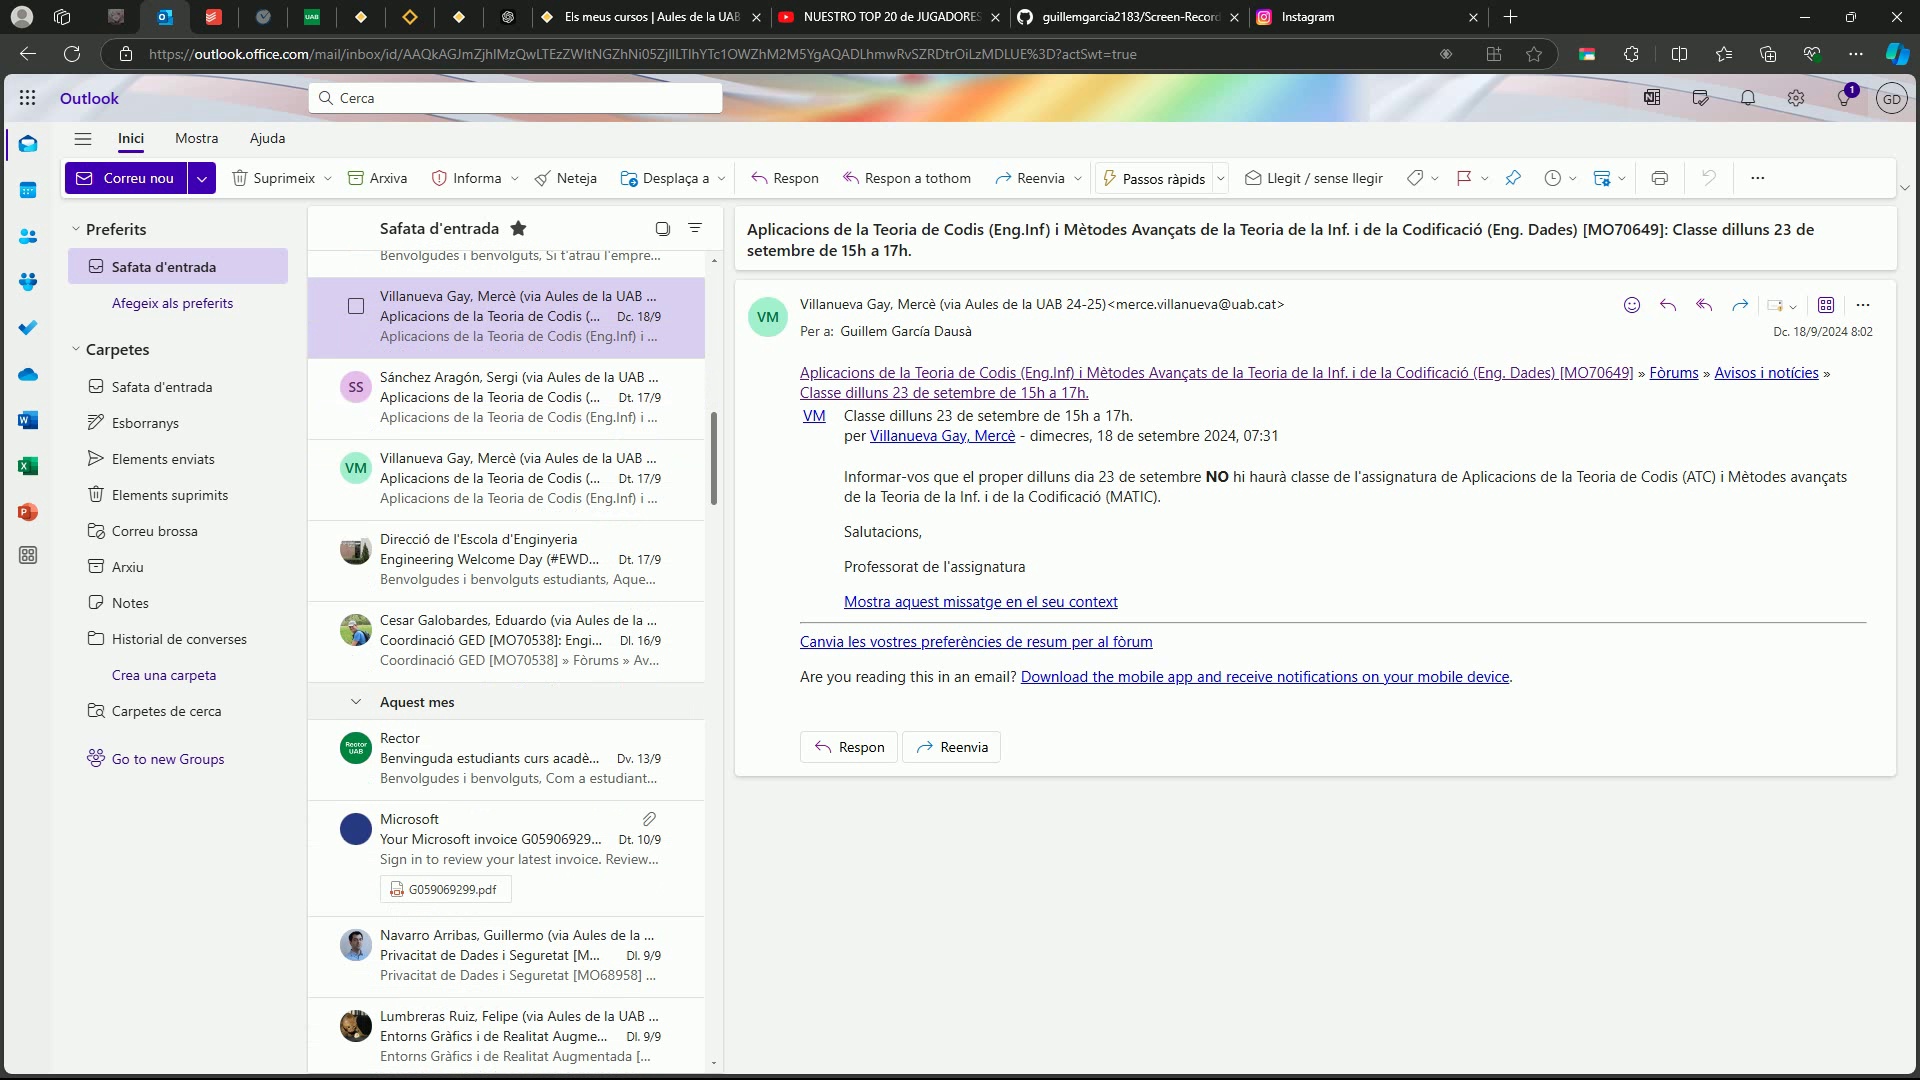 Els meus cursos | Aules de la UAB
NUESTRO TOP 20 de JUGADORES
guillemgarcia2183/Screen-Record
Instagram
https://outlook.office.com/mail/inbox/id/
Outlook
Cerca
1
GD
Inici Mostra Ajuda
Correu nou
Suprimeix
Arxiva
Informa
Neteja
Desplaça a
Respon
Respon a tothom
Reenvia
Passos ràpids
Llegit / sense llegir
Preferits
Safata d'entrada
Afegeix als preferits
Carpetes
Safata d'entrada
Esborranys
Elements enviats
Elements suprimits
Correu brossa
Arxiu
Notes
Historial de converses
Crea una carpeta
Carpetes de cerca
Go to new Groups
Safata d'entrada
Benvolgudes i benvolguts, Si t'atrau l'empre...
Villanueva Gay, Mercè (via Aules de la UAB ...
Aplicacions de la Teoria de Codis (... Dc. 18/9
Aplicacions de la Teoria de Codis (Eng.Inf) i ...
SS
Sánchez Aragón, Sergi (via Aules de la UAB ...
Aplicacions de la Teoria de Codis (... Dt. 17/9
Aplicacions de la Teoria de Codis (Eng.Inf) i ...
VM
Villanueva Gay, Mercè (via Aules de la UAB ...
Aplicacions de la Teoria de Codis (... Dt. 17/9
Aplicacions de la Teoria de Codis (Eng.Inf) i ...
Direcció de l'Escola d'Enginyeria
Engineering Welcome Day (#EWD... Dt. 17/9
Benvolgudes i benvolguts estudiants, Aque...
Cesar Galobardes, Eduardo (via Aules de la ...
Coordinació GED [MO70538]: Engi... Dl. 16/9
Coordinació GED [MO70538] » Fòrums » Av...
Aquest mes
Rector UAB
Rector
Benvinguda estudiants curs acadè... Dv. 13/9
Benvolgudes i benvolguts, Com a estudiant...
Microsoft
Your Microsoft invoice G05906929... Dt. 10/9
Sign in to review your latest invoice. Review...
G059069299.pdf
Navarro Arribas, Guillermo (via Aules de la ...
Privacitat de Dades i Seguretat [M... Dl. 9/9
Privacitat de Dades i Seguretat [MO68958] ...
Lumbreras Ruiz, Felipe (via Aules de la UAB ...
Entorns Gràfics i de Realitat Augme... Dl. 9/9
Entorns Gràfics i de Realitat Augmentada [...
Aplicacions de la Teoria de Codis (Eng.Inf) i Mètodes Avançats de la Teoria de la Inf. i de la Codificació (Eng. Dades) [MO70649]: Classe dilluns 23 de
setembre de 15h a 17h.
VM
Villanueva Gay, Mercè (via Aules de la UAB 24-25)<merce.villanueva@uab.cat>
Per a: Guillem García Dausà
Dc. 18/9/2024 8:02
Aplicacions de la Teoria de Codis (Eng.Inf) i Mètodes Avançats de la Teoria de la Inf. i de la Codificació (Eng. Dades) [MO70649] » Fòrums » Avisos i notícies »
Classe dilluns 23 de setembre de 15h a 17h.
VM Classe dilluns 23 de setembre de 15h a 17h.
per Villanueva Gay, Mercè - dimecres, 18 de setembre 2024, 07:31
Informar-vos que el proper dilluns dia 23 de setembre NO hi haurà classe de l'assignatura de Aplicacions de la Teoria de Codis (ATC) i Mètodes avançats
de la Teoria de la Inf. i de la Codificació (MATIC).
Salutacions,
Professorat de l'assignatura
Mostra aquest missatge en el seu context
Canvia les vostres preferències de resum per al fòrum
Are you reading this in an email? Download the mobile app and receive notifications on your mobile device.
Respon
Reenvia